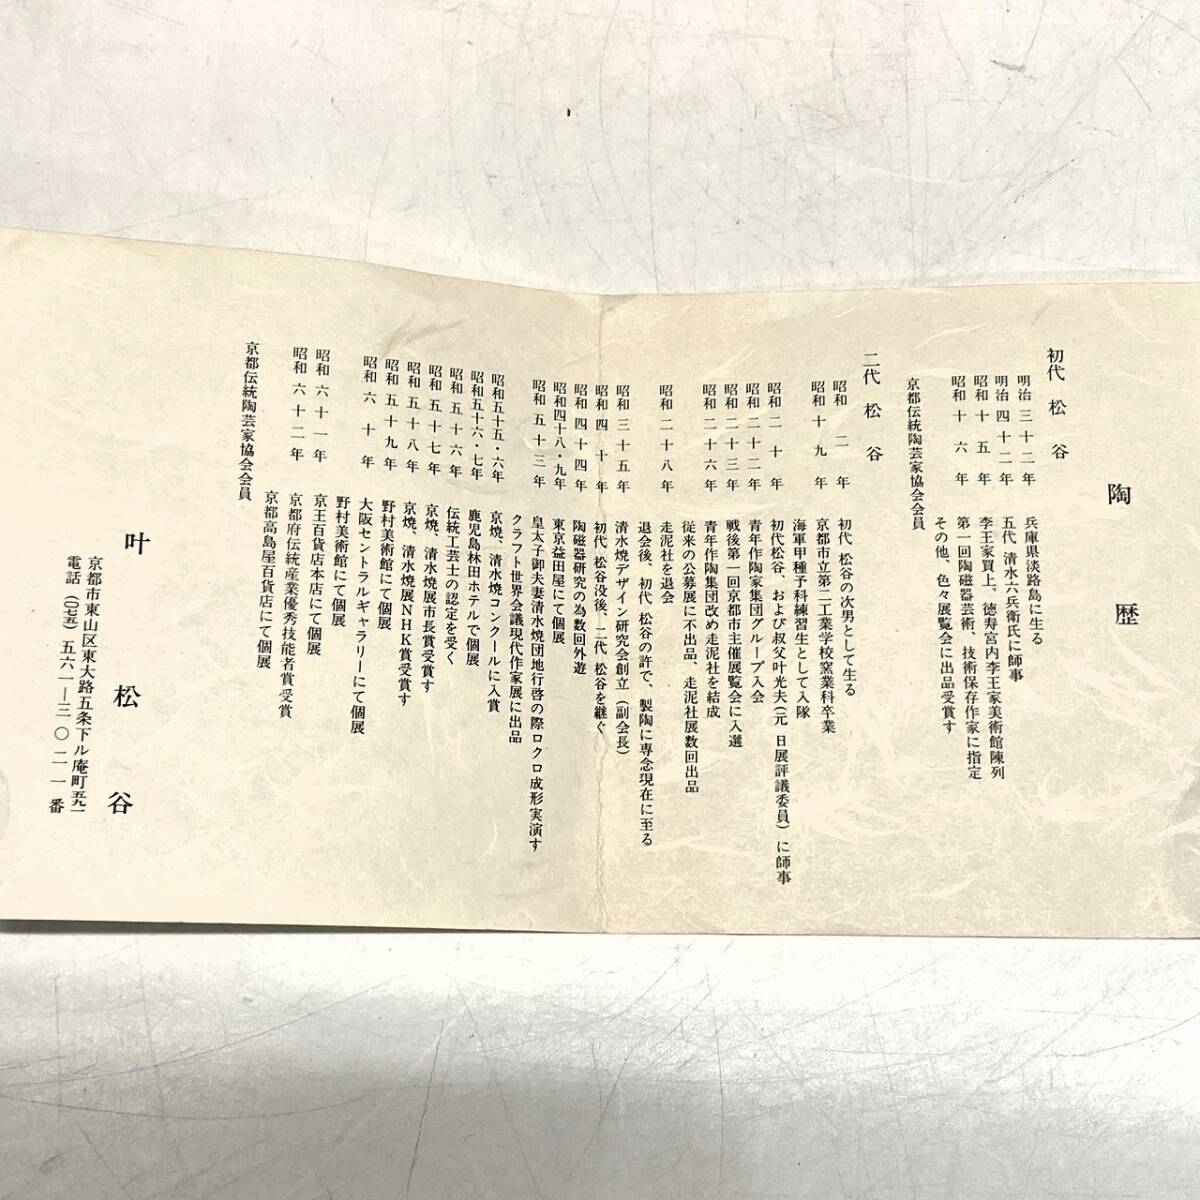 陶歴
初代 松谷
明治三十二年 兵庫県淡路島に生る
明治四十二年 五代 清水六兵衛氏に師事
昭和十五年 李王家買上、徳寿宮内李王家美術館陳列
昭和十六年 第一回陶磁器芸術、技術保存作家に指定
その他、色々展覧会に出品受賞す
京都伝統陶芸家協会会員
二代 松谷
昭和二年 初代 松谷の次男として生る
京都市立第二工業学校窯業科卒業
昭和十九年 海軍甲種予科練習生として入隊
昭和二十年 初代松谷、および叔父叶光夫(元 日展評議委員)に師事
昭和二十二年 青年作陶家集団グループ入会
昭和二十三年 戦後第一回京都市主催展覧会に入選
昭和二十六年 青年作陶集団改め走泥社を結成
従来の公募展に不出品、走泥社展数回出品
昭和二十八年 走泥社を退会
退会後、初代 松谷の許で、製陶に専念現在に至る
昭和三十五年 清水焼デザイン研究会創立(副会長)
昭和四十年 初代 松谷没後、二代 松谷を継ぐ
昭和四十四年 陶磁器研究の為数回外遊
昭和四十八・九年 東京益田屋にて個展
昭和五十三年 皇太子御夫妻清水焼団地行啓の際ロクロ成形実演す
クラフト世界会議現代作家展に出品
昭和五十五・六年 京焼、清水焼コンクールに入賞
昭和五十六・七年 鹿児島林田ホテルで個展
昭和五十六年 伝統工芸士の認定を受く
昭和五十七年 京焼、清水焼展市長賞受賞す
昭和五十八年 京焼、清水焼展NHK賞受賞す
昭和五十九年 野村美術館にて個展
昭和六十年 大阪セントラルギャラリーにて個展
野村美術館にて個展
昭和六十一年 京王百貨店本店にて個展
昭和六十二年 京都府伝統産業優秀技能者賞受賞
京都高島屋百貨店にて個展
京都伝統陶芸家協会会員
叶松谷
京都市東山区東大路五条下ル庵町五九一
電話(〇七五)五六一―三〇二一番